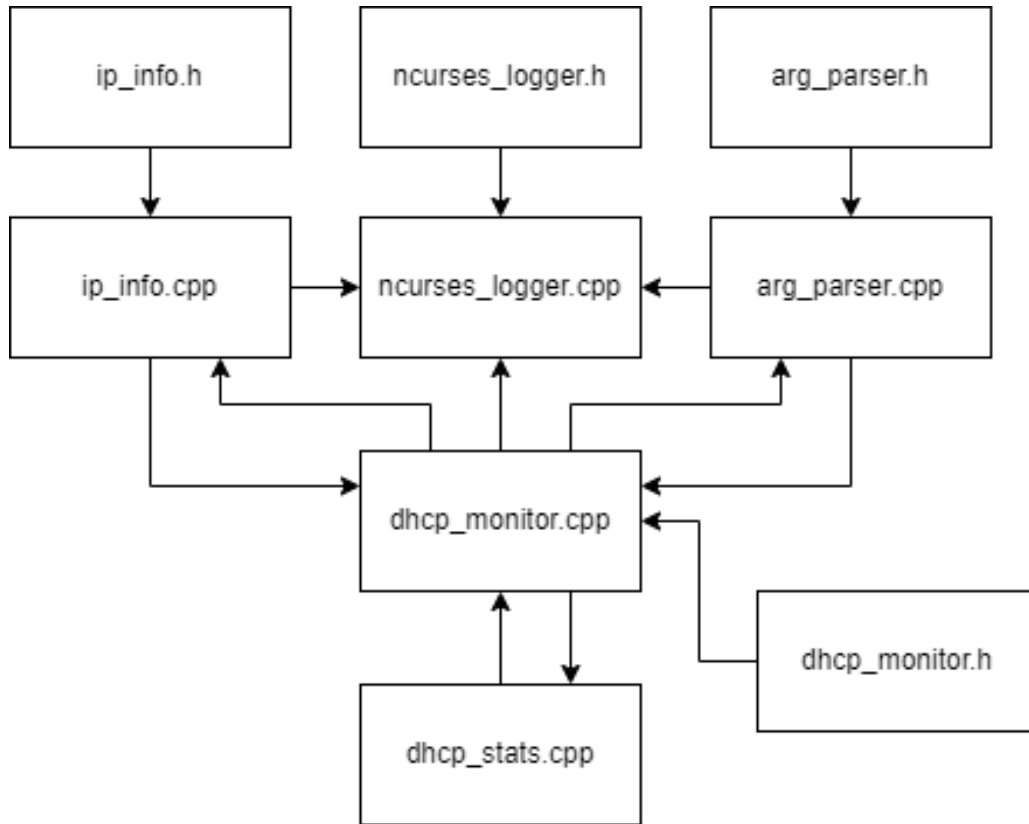 ip_info.h
ncurses_logger.h
arg_parser.h
ip_info.cpp
ncurses_logger.cpp
arg_parser.cpp
dhcp_monitor.cpp
dhcp_monitor.h
dhcp_stats.cpp